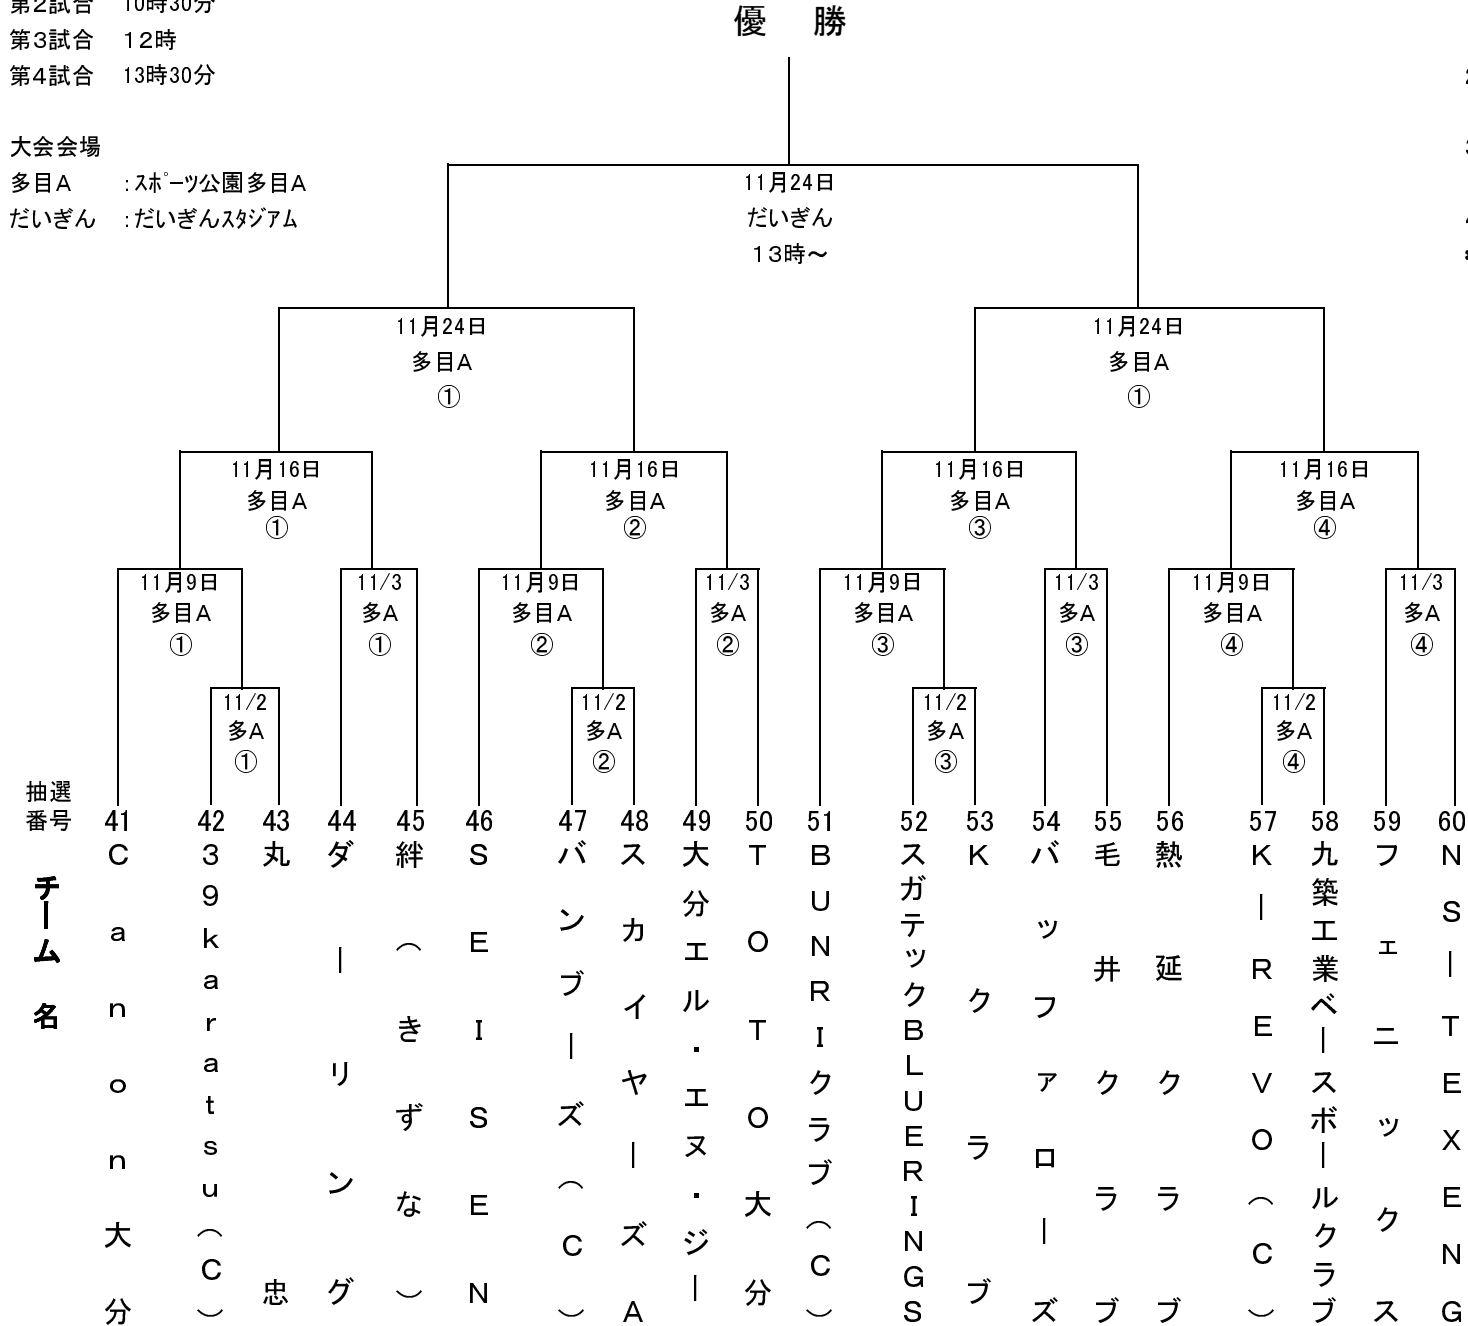 第2試合 10時30分
第3試合 12時
第4試合 13時30分
優 勝
大会会場
多目A :スポーツ公園多目A
だいぎん :だいぎんスタジアム
11月24日
だいぎん
13時～
11月24日
多目A
①
11月24日
多目A
①
11月16日
多目A
①
11月16日
多目A
②
11月16日
多目A
③
11月16日
多目A
④
11月9日
多目A
①
11/3
多A
①
11月9日
多目A
②
11/3
多A
②
11月9日
多目A
③
11/3
多A
③
11月9日
多目A
④
11/3
多A
④
11/2
多A
①
11/2
多A
②
11/2
多A
③
11/2
多A
④
抽選
番号 41 42 43 44 45 46 47 48 49 50 51 52 53 54 55 56 57 58 59 60
チーム名
Canon大分
39karatsu(C)
丸忠
ダーリング
絆(きずな)
SEISEN
バンブーズ(C)
スカイヤーズA
大分エル・エヌ・ジー
TOTO大分
BUNRIクラブ(C)
スガテックBLUERINGS
Kクラブ
バッファローズ
毛井クラブ
熱延クラブ
K－REVO(C)
九築工業ベースボールクラブ
フェニックス
NS－TEXENG